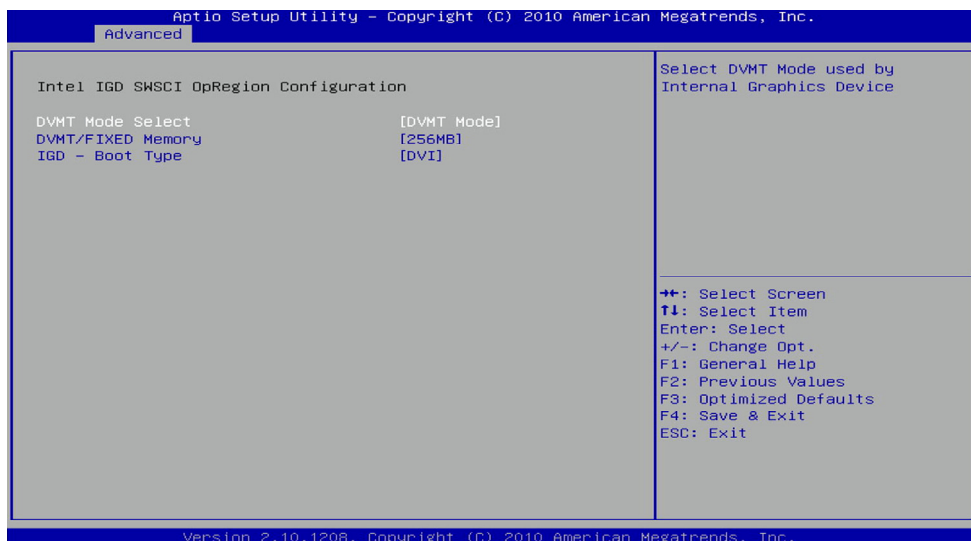 Aptio Setup Utility – Copyright (C) 2010 American Megatrends, Inc.
Advanced
Intel IGD SWSCI OpRegion Configuration
DVMT Mode Select [DVMT Mode]
DVMT/FIXED Memory [256MB]
IGD – Boot Type [DVI]
Select DVMT Mode used by
Internal Graphics Device
→←: Select Screen
↑↓: Select Item
Enter: Select
+/-: Change Opt.
F1: General Help
F2: Previous Values
F3: Optimized Defaults
F4: Save & Exit
ESC: Exit
Version 2.10.1208. Copyright (C) 2010 American Megatrends, Inc.